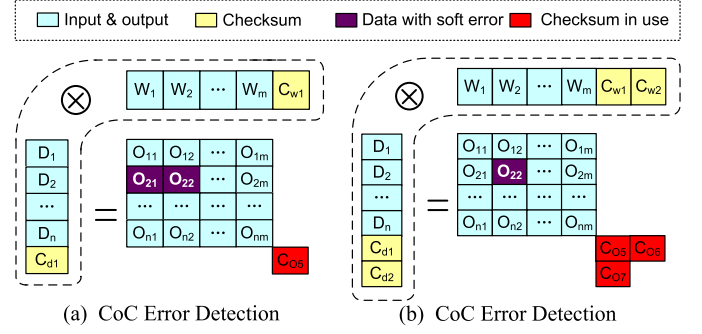 Input & output Checksum Data with soft error Checksum in use
⊗ W1 W2 ... Wm Cw1
D1 O11 O12 ... O1m
D2 O21 O22 ... O2m
... = ... ... ... ...
Dn On1 On2 ... Onm
Cd1 CO5
(a) CoC Error Detection
⊗ W1 W2 ... Wm Cw1 Cw2
D1 O11 O12 ... O1m
D2 O21 O22 ... O2m
... = ... ... ... ...
Dn On1 On2 ... Onm
Cd1 CO5 CO6
Cd2 CO7
(b) CoC Error Detection